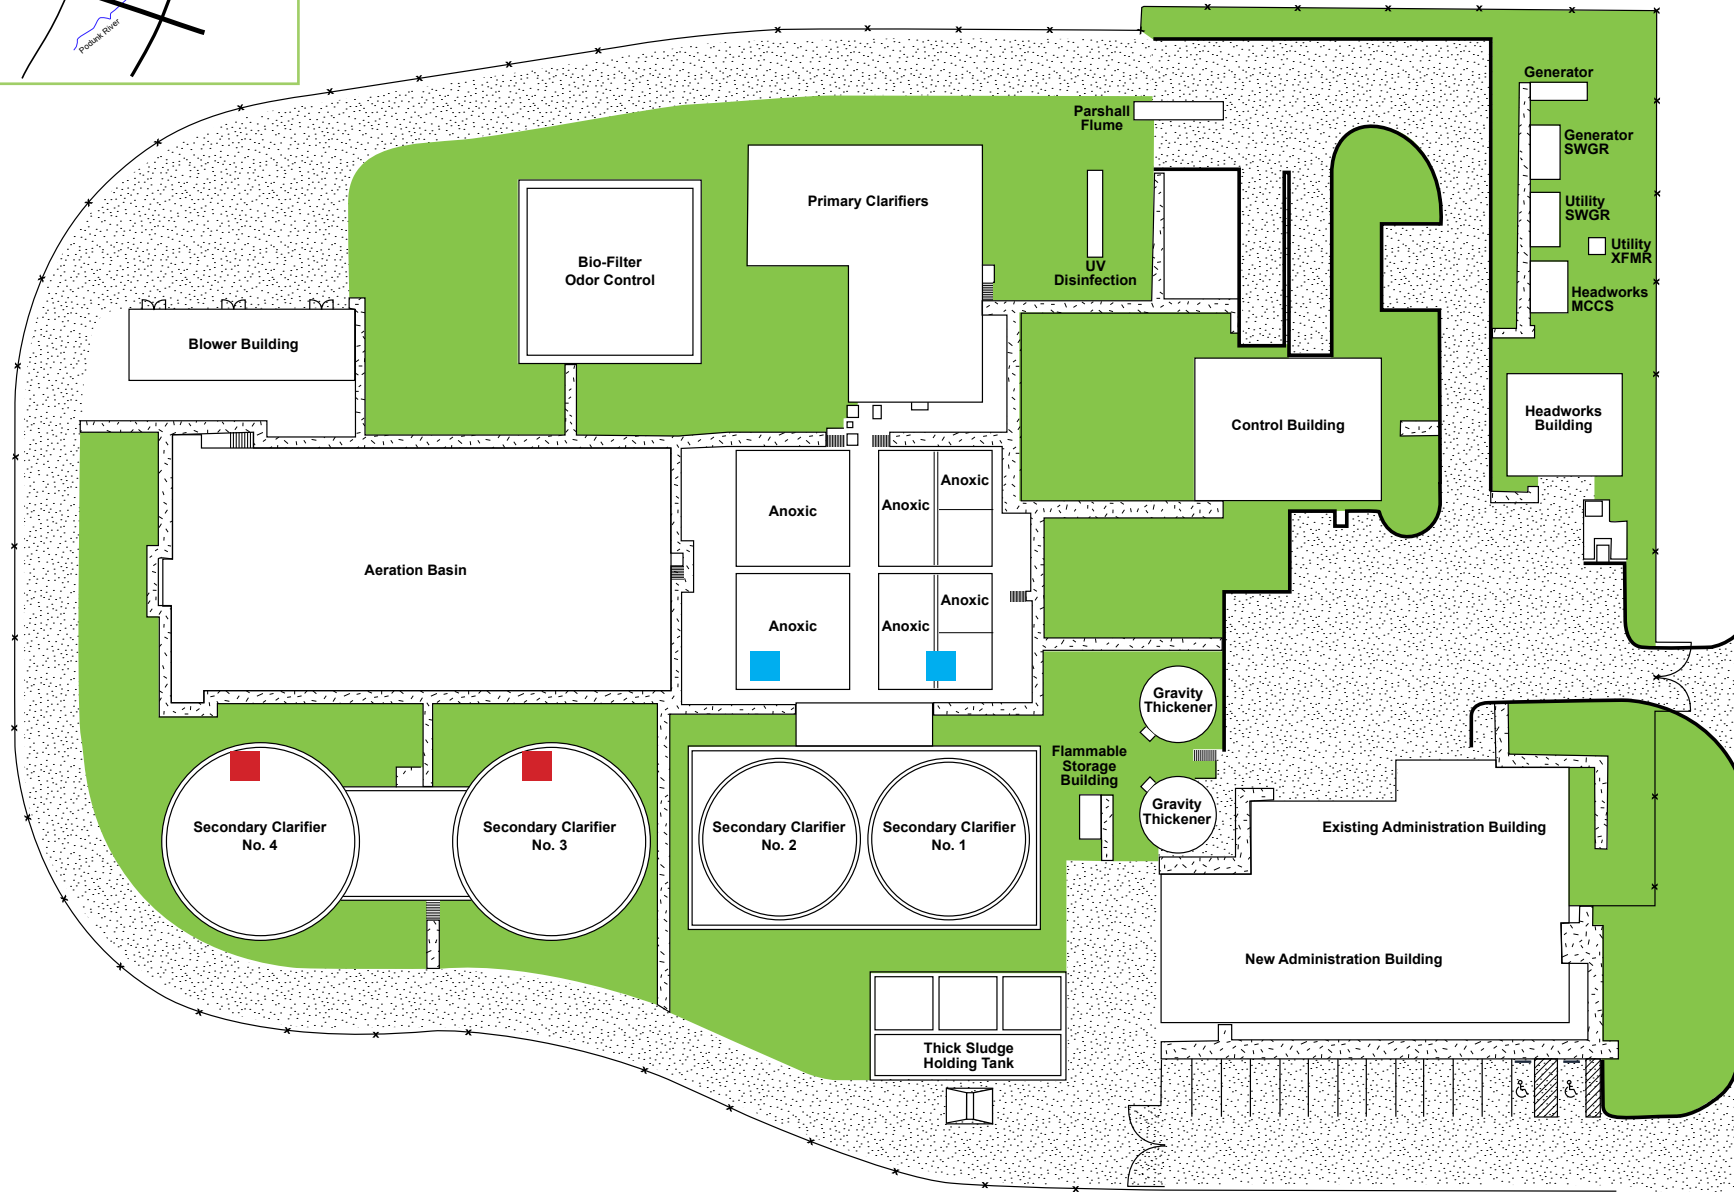 Podunk River
Generator
Parshall
Flume
Generator
SWGR
Primary Clarifiers
Utility
SWGR
Utility
XFMR
Bio-Filter
Odor Control
UV
Disinfection
Headworks
MCCS
Blower Building
Headworks
Building
Control Building
Anoxic
Anoxic
Anoxic
Aeration Basin
Anoxic
Anoxic
Anoxic
Gravity
Thickener
Flammable
Storage
Building
Gravity
Thickener
Secondary Clarifier
No. 4
Secondary Clarifier
No. 3
Secondary Clarifier
No. 2
Secondary Clarifier
No. 1
Existing Administration Building
New Administration Building
Thick Sludge
Holding Tank